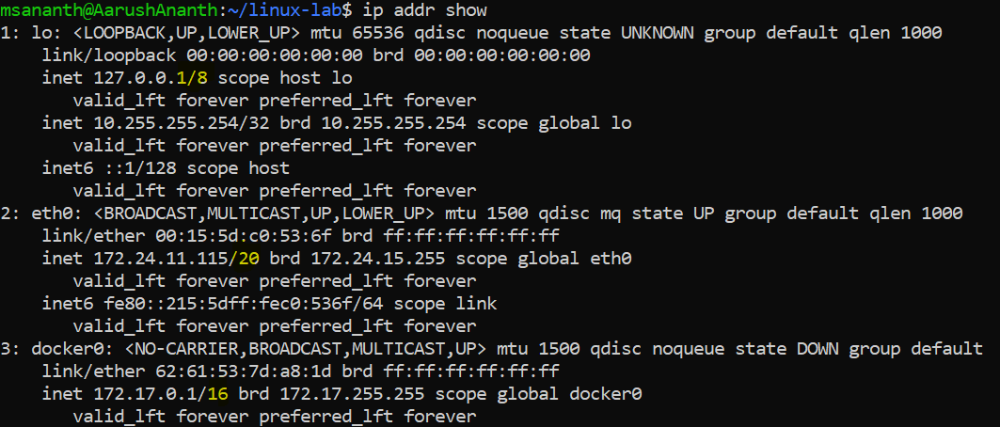 msananth@AarushAnanth:~/linux-lab$ ip addr show
1: lo: <LOOPBACK,UP,LOWER_UP> mtu 65536 qdisc noqueue state UNKNOWN group default qlen 1000
    link/loopback 00:00:00:00:00:00 brd 00:00:00:00:00:00
    inet 127.0.0.1/8 scope host lo
       valid_lft forever preferred_lft forever
    inet 10.255.255.254/32 brd 10.255.255.254 scope global lo
       valid_lft forever preferred_lft forever
    inet6 ::1/128 scope host
       valid_lft forever preferred_lft forever
2: eth0: <BROADCAST,MULTICAST,UP,LOWER_UP> mtu 1500 qdisc mq state UP group default qlen 1000
    link/ether 00:15:5d:c0:53:6f brd ff:ff:ff:ff:ff:ff
    inet 172.24.11.115/20 brd 172.24.15.255 scope global eth0
       valid_lft forever preferred_lft forever
    inet6 fe80::215:5dff:fec0:536f/64 scope link
       valid_lft forever preferred_lft forever
3: docker0: <NO-CARRIER,BROADCAST,MULTICAST,UP> mtu 1500 qdisc noqueue state DOWN group default
    link/ether 62:61:53:7d:a8:1d brd ff:ff:ff:ff:ff:ff
    inet 172.17.0.1/16 brd 172.17.255.255 scope global docker0
       valid_lft forever preferred_lft forever